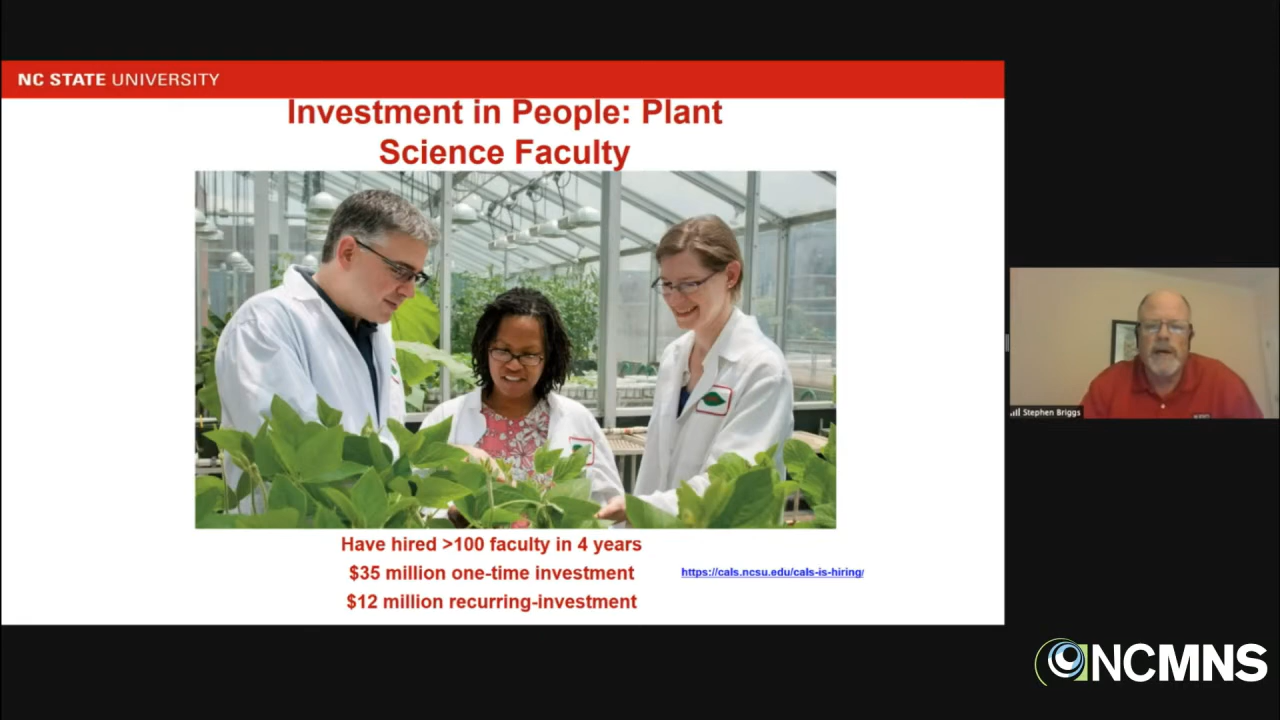 NC STATE UNIVERSITY
Investment in People: Plant
Science Faculty
Have hired >100 faculty in 4 years
$35 million one-time investment
https://cals.ncsu.edu/cals-is-hiring/
$12 million recurring-investment
Stephen Briggs
NCMNS